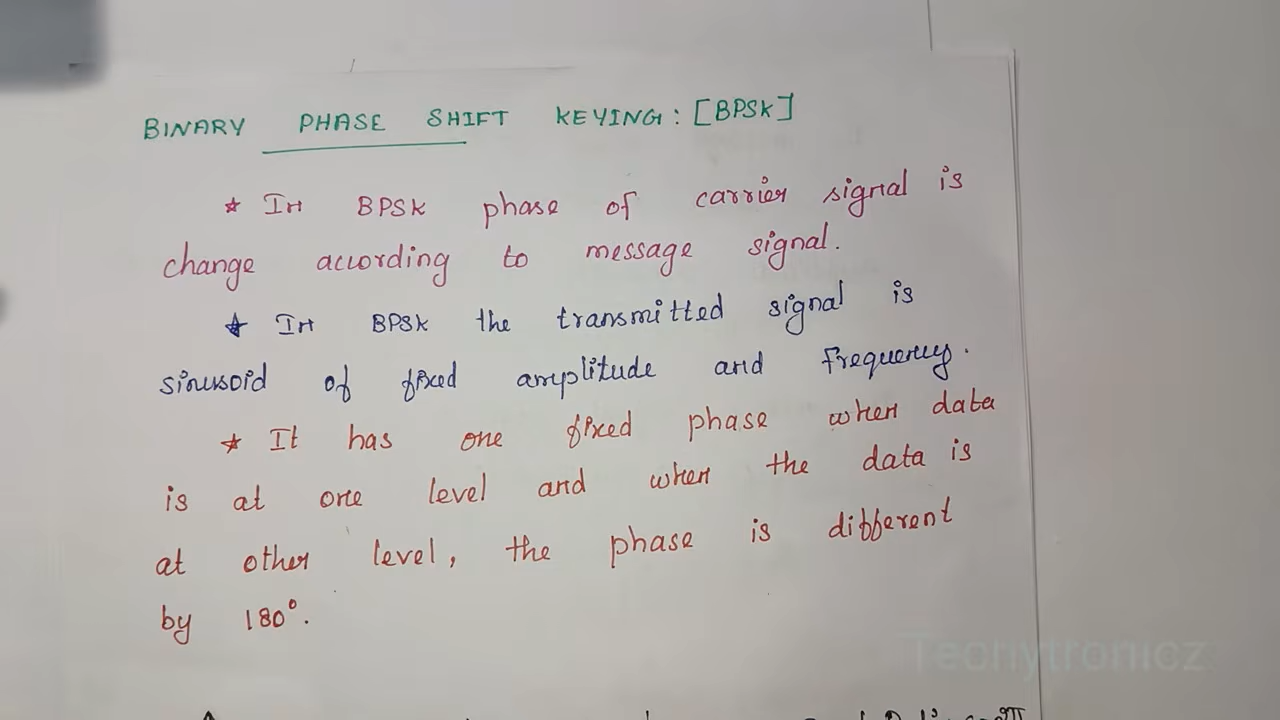 BINARY PHASE SHIFT KEYING: [BPSK]
★ In BPSK phase of carrier signal is
change according to message signal.
★ In BPSK the transmitted signal is
sinusoid of fixed amplitude and frequency.
★ It has one fixed phase when data
is at one level and when the data is
at other level, the phase is different
by 180°.
Techytronicz